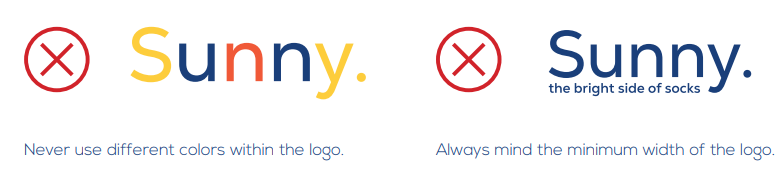 Sunny.
Sunny.
the bright side of socks
Never use different colors within the logo.
Always mind the minimum width of the logo.